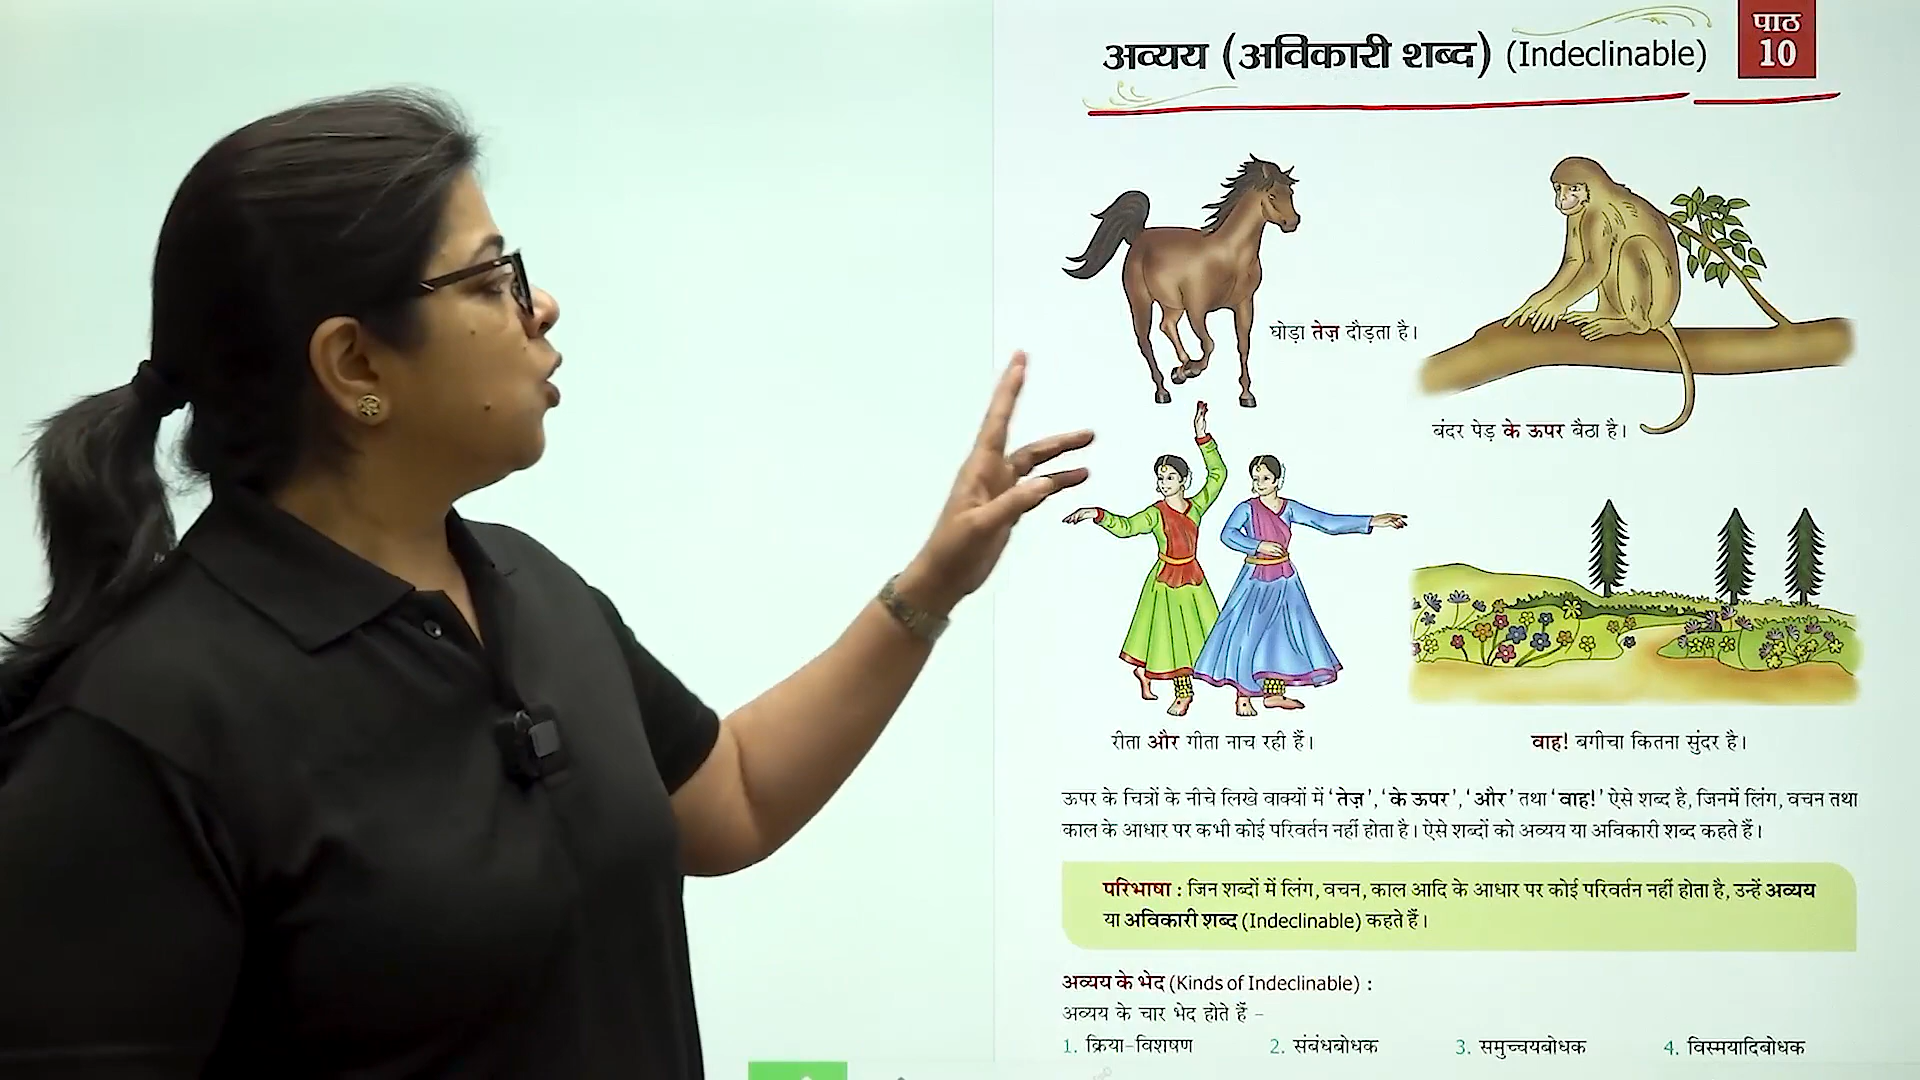 अव्यय (अविकारी शब्द) (Indeclinable)
पाठ
10
घोड़ा तेज़ दौड़ता है।
बंदर पेड़ के ऊपर बैठा है।
रीता और गीता नाच रही हैं।
वाह! बगीचा कितना सुंदर है।
ऊपर के चित्रों के नीचे लिखे वाक्यों में ‘तेज़’, ‘के ऊपर’, ‘और’ तथा ‘वाह!’ ऐसे शब्द है, जिनमें लिंग, वचन तथा
काल के आधार पर कभी कोई परिवर्तन नहीं होता है। ऐसे शब्दों को अव्यय या अविकारी शब्द कहते हैं।
परिभाषा : जिन शब्दों में लिंग, वचन, काल आदि के आधार पर कोई परिवर्तन नहीं होता है, उन्हें अव्यय
या अविकारी शब्द (Indeclinable) कहते हैं।
अव्यय के भेद (Kinds of Indeclinable) :
अव्यय के चार भेद होते हैं –
1. क्रिया-विशषण 2. संबंधबोधक 3. समुच्चयबोधक 4. विस्मयादिबोधक